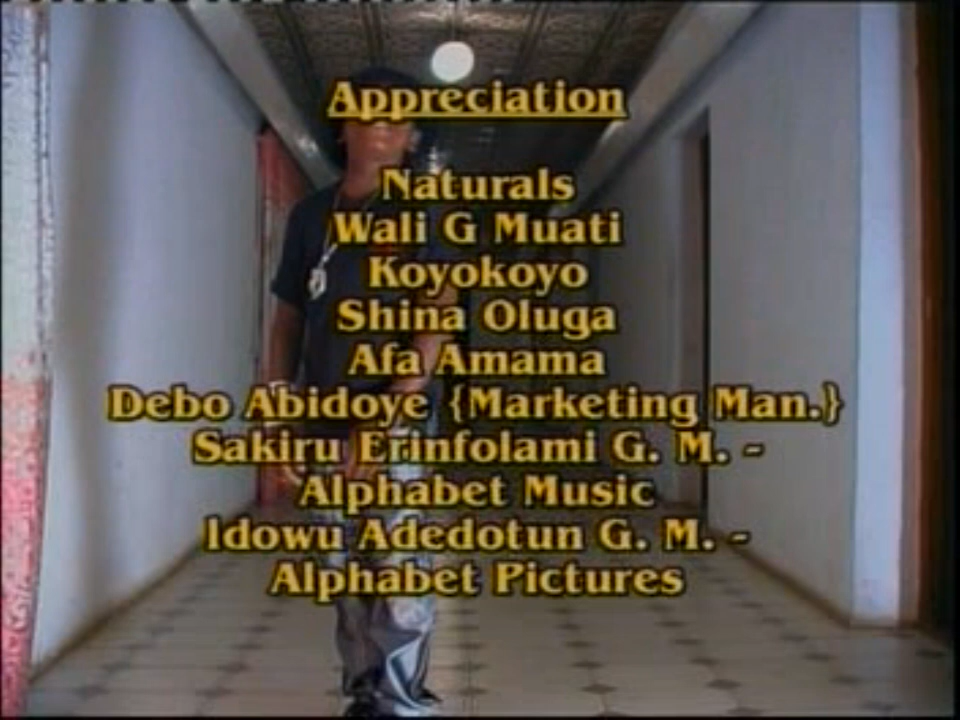 Appreciation
Naturals
Wali G Muati
Koyokoyo
Shina Oluga
Afa Amama
Debo Abidoye {Marketing Man.}
Sakiru Erinfolami G. M. -
Alphabet Music
Idowu Adedotun G. M. -
Alphabet Pictures